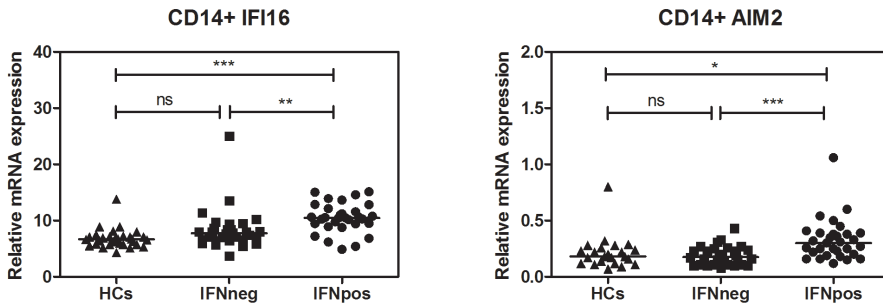 CD14+ IFI16
Relative mRNA expression
40
30
20
10
0
***
ns
**
HCs
IFNneg
IFNpos
CD14+ AIM2
Relative mRNA expression
2.0
1.5
1.0
0.5
0.0
*
ns
***
HCs
IFNneg
IFNpos